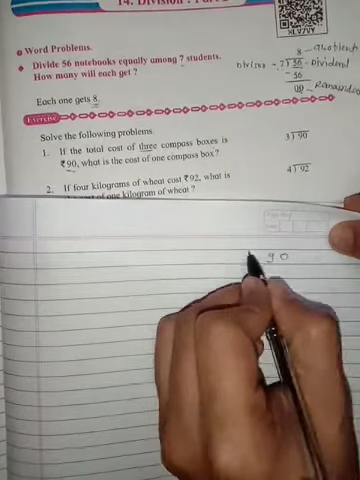 14. Division : Part - 2
XLV7VY
Word Problems.
Divide 56 notebooks equally among 7 students.
How many will each get ?
8 - Quotient
Divisor → 7) 56 - Dividend
- 56
00 - Remainder
Each one gets 8.
Exercise
Solve the following problems
1. If the total cost of three compass boxes is
₹ 90, what is the cost of one compass box?
3) 90
2. If four kilograms of wheat cost ₹ 92, what is
cost of one kilogram of wheat ?
4) 92
90